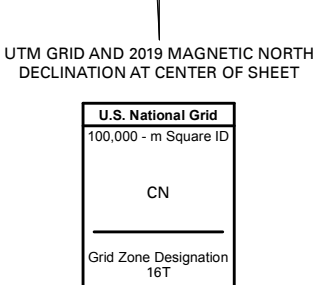 UTM GRID AND 2019 MAGNETIC NORTH
DECLINATION AT CENTER OF SHEET
U.S. National Grid
100,000 - m Square ID
CN
Grid Zone Designation
16T